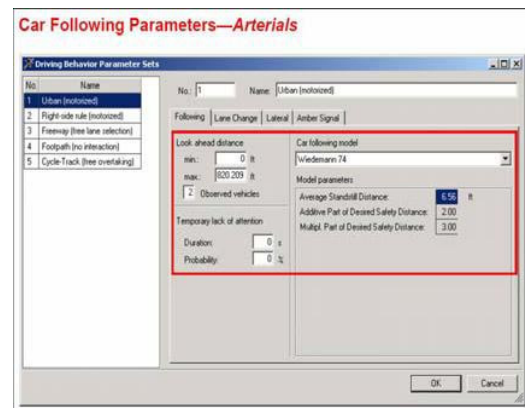 Car Following Parameters—Arterials
Driving Behavior Parameter Sets
No. Name
1 Urban (motorized)
2 Right-side rule (motorized)
3 Freeway (free lane selection)
4 Footpath (no interaction)
5 Cycle-Track (free overtaking)
No.: 1 Name: Urban (motorized)
Following Lane Change Lateral Amber Signal
Look ahead distance
min.: 0 ft
max.: 820.209 ft
2 Observed vehicles
Temporary lack of attention
Duration: 0 s
Probability: 0 %
Car following model
Wiedemann 74
Model parameters
Average Standstill Distance: 6.56 ft
Additive Part of Desired Safety Distance: 2.00
Multipl. Part of Desired Safety Distance: 3.00
OK Cancel